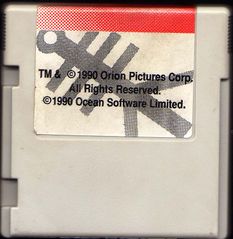 TM & ©1990 Orion Pictures Corp.
All Rights Reserved.
©1990 Ocean Software Limited.